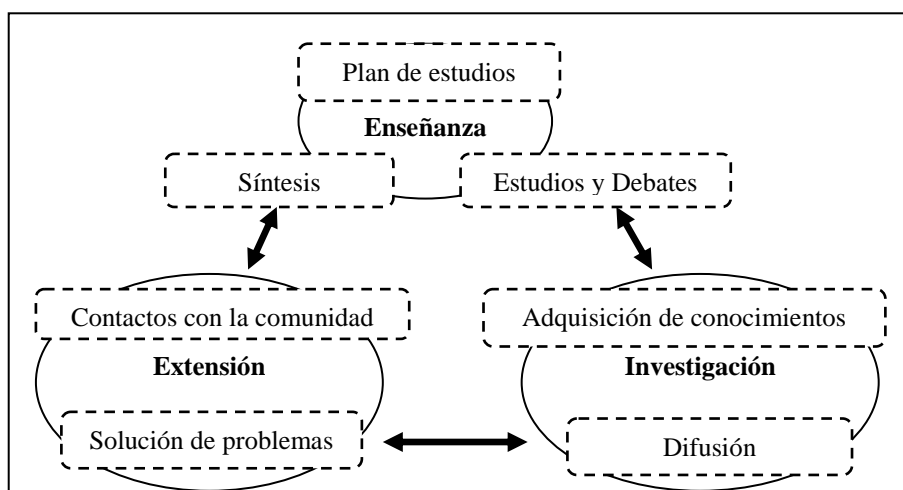 Plan de estudios
Enseñanza
Síntesis
Estudios y Debates
Contactos con la comunidad
Adquisición de conocimientos
Extensión
Investigación
Solución de problemas
Difusión